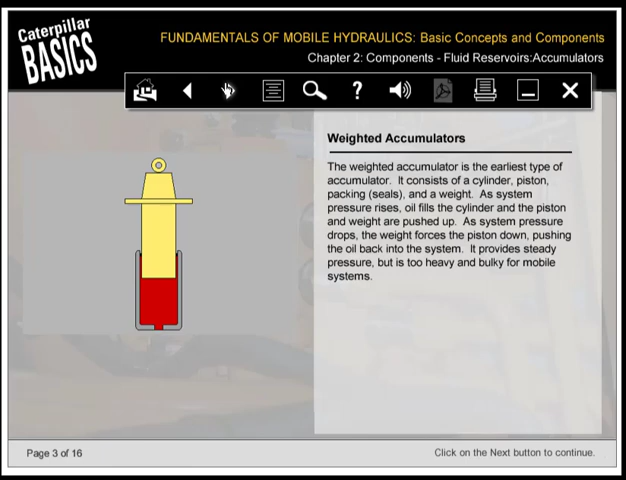 Caterpillar
BASICS
FUNDAMENTALS OF MOBILE HYDRAULICS: Basic Concepts and Components
Chapter 2: Components - Fluid Reservoirs:Accumulators
?
Weighted Accumulators
The weighted accumulator is the earliest type of
accumulator. It consists of a cylinder, piston,
packing (seals), and a weight. As system
pressure rises, oil fills the cylinder and the piston
and weight are pushed up. As system pressure
drops, the weight forces the piston down, pushing
the oil back into the system. It provides steady
pressure, but is too heavy and bulky for mobile
systems.
Page 3 of 16
Click on the Next button to continue.